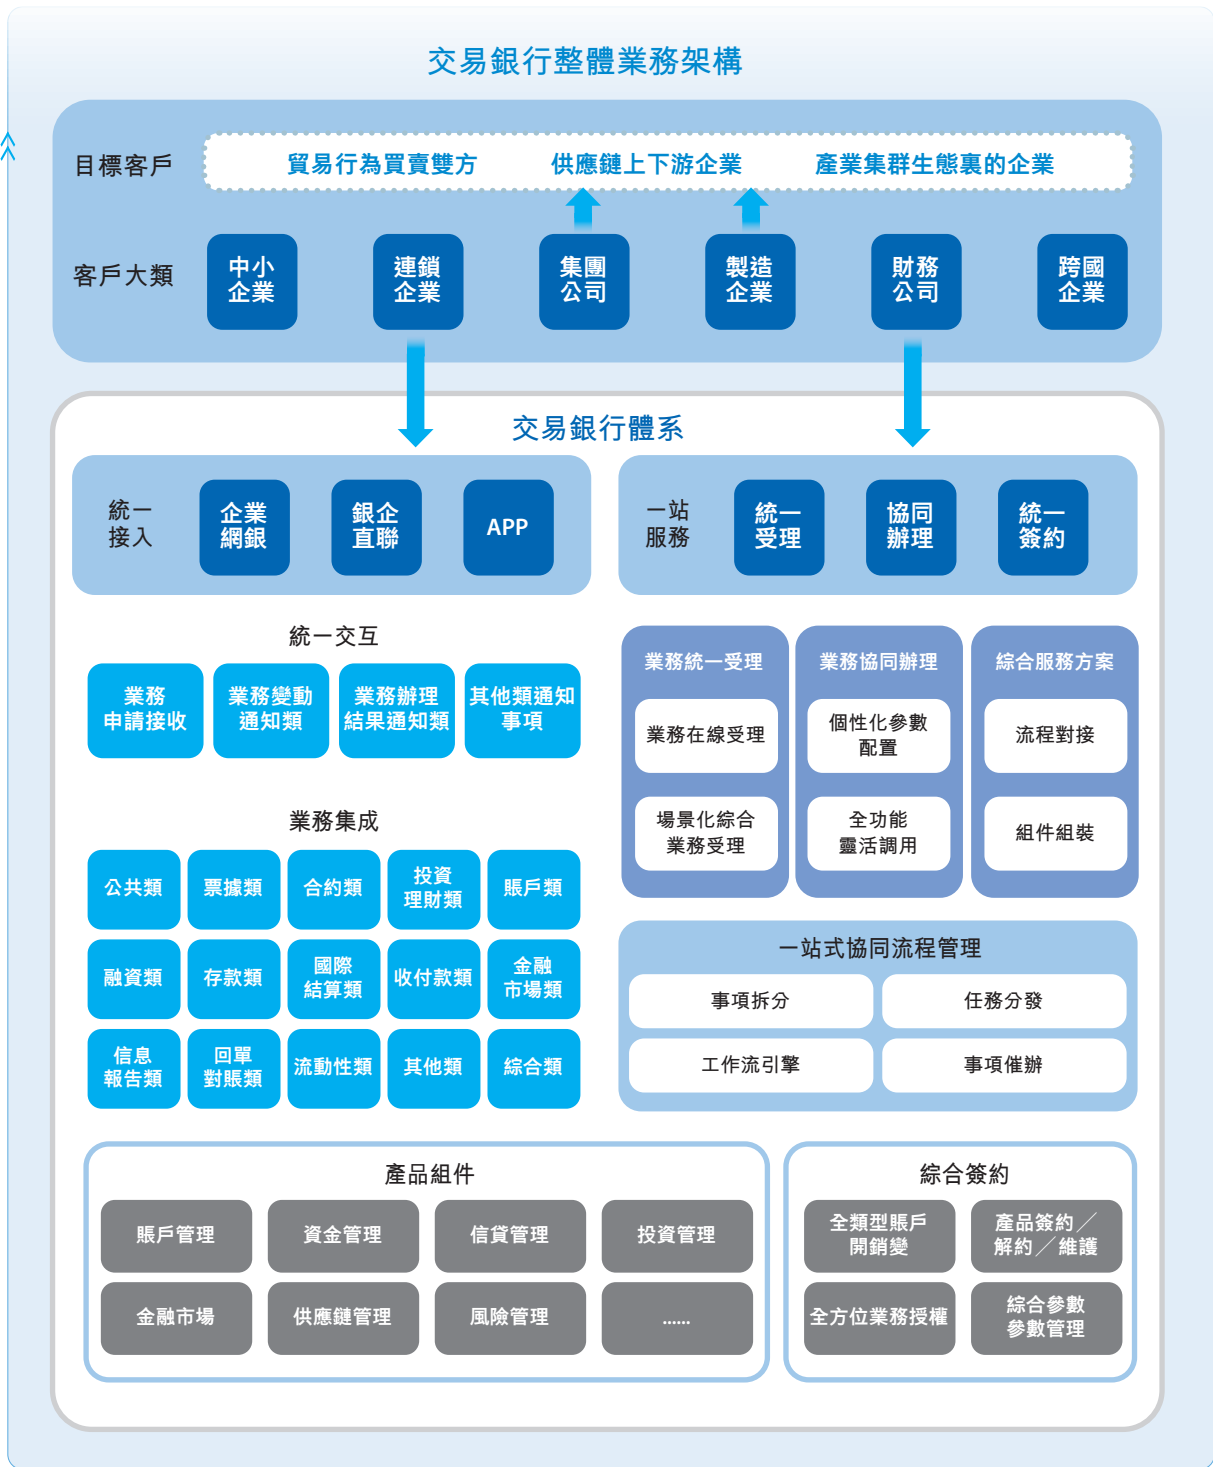 交易銀行整體業務架構
目標客戶
貿易行為買賣雙方
供應鏈上下游企業
產業集群生態裏的企業
客戶大類
中小
企業
連鎖
企業
集團
公司
製造
企業
財務
公司
跨國
企業
交易銀行體系
統一
接入
企業
網銀
銀企
直聯
APP
一站
服務
統一
受理
協同
辦理
統一
簽約
統一交互
業務
申請接收
業務變動
通知類
業務辦理
結果通知類
其他類通知
事項
業務集成
公共類
票據類
合約類
投資
理財類
賬戶類
融資類
存款類
國際
結算類
收付款類
金融
市場類
信息
報告類
回單
對賬類
流動性類
其他類
綜合類
業務統一受理
業務在線受理
場景化綜合
業務受理
業務協同辦理
個性化參數
配置
全功能
靈活調用
綜合服務方案
流程對接
組件組裝
一站式協同流程管理
事項拆分
任務分發
工作流引擎
事項催辦
產品組件
賬戶管理
資金管理
信貸管理
投資管理
金融市場
供應鏈管理
風險管理
......
綜合簽約
全類型賬戶
開銷變
產品簽約／
解約／維護
全方位業務授權
綜合參數
參數管理